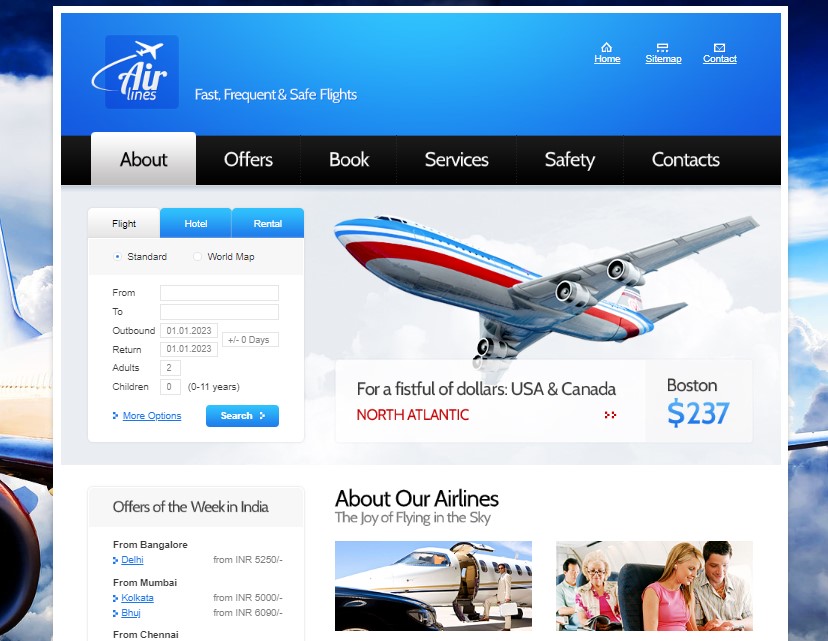 Air
lines
Fast, Frequent & Safe Flights
Home
Sitemap
Contact
About
Offers
Book
Services
Safety
Contacts
Flight
Hotel
Rental
Standard
World Map
From
To
Outbound 01.01.2023
+/- 0 Days
Return 01.01.2023
Adults 2
Children 0 (0-11 years)
More Options
Search
For a fistful of dollars: USA & Canada
NORTH ATLANTIC
Boston
$237
Offers of the Week in India
From Bangalore
Delhi from INR 5250/-
From Mumbai
Kolkata from INR 5000/-
Bhuj from INR 6090/-
From Chennai
About Our Airlines
The Joy of Flying in the Sky